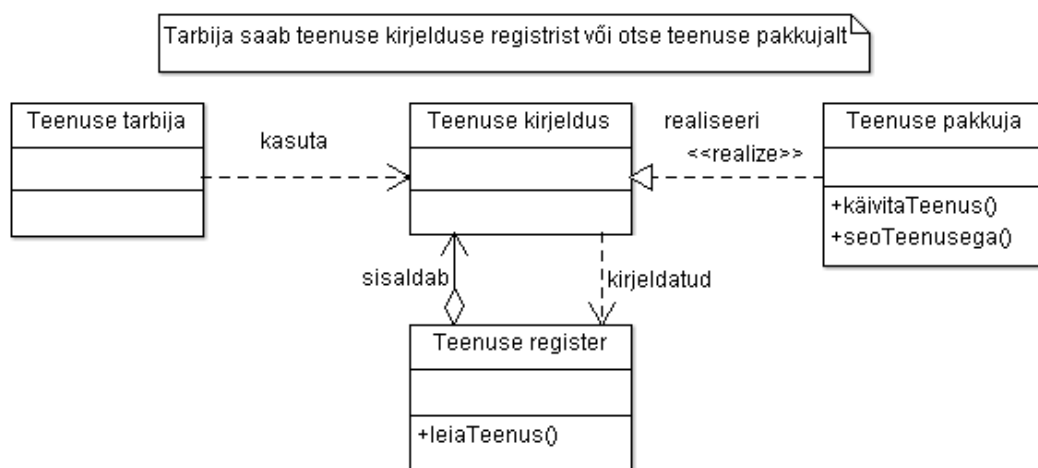 Tarbija saab teenuse kirjelduse registrist või otse teenuse pakkujalt
Teenuse tarbija
kasuta
Teenuse kirjeldus
realiseeri
<<realize>>
Teenuse pakkuja
+käivitaTeenus()
+seoTeenusega()
sisaldab
kirjeldatud
Teenuse register
+leiaTeenus()